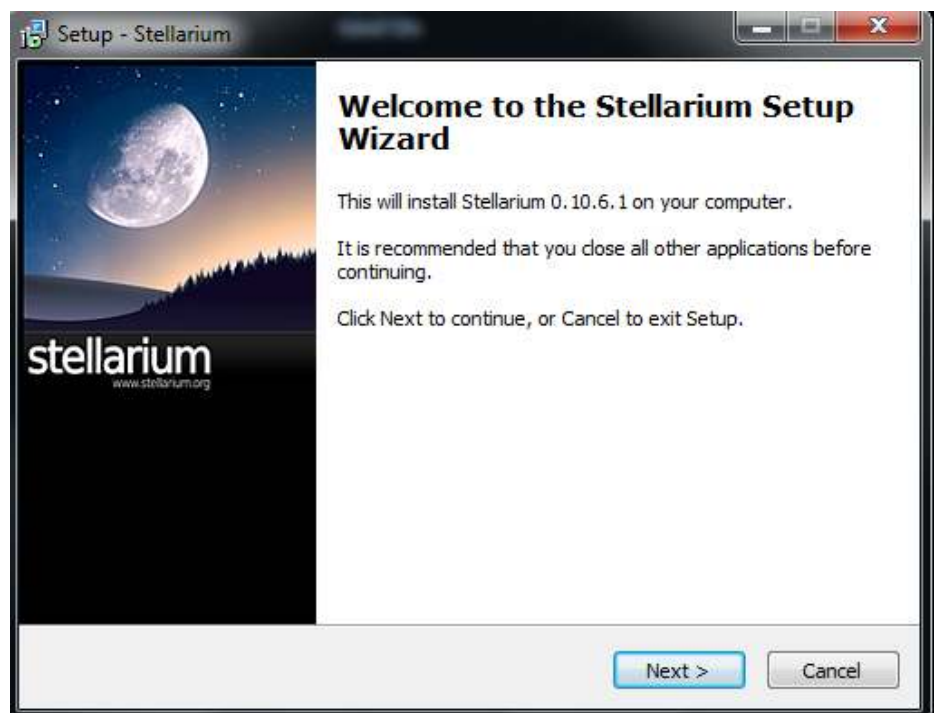 Setup - Stellarium
Welcome to the Stellarium Setup
Wizard
This will install Stellarium 0.10.6.1 on your computer.
It is recommended that you close all other applications before
continuing.
Click Next to continue, or Cancel to exit Setup.
stellarium
www.stellarium.org
Next >
Cancel